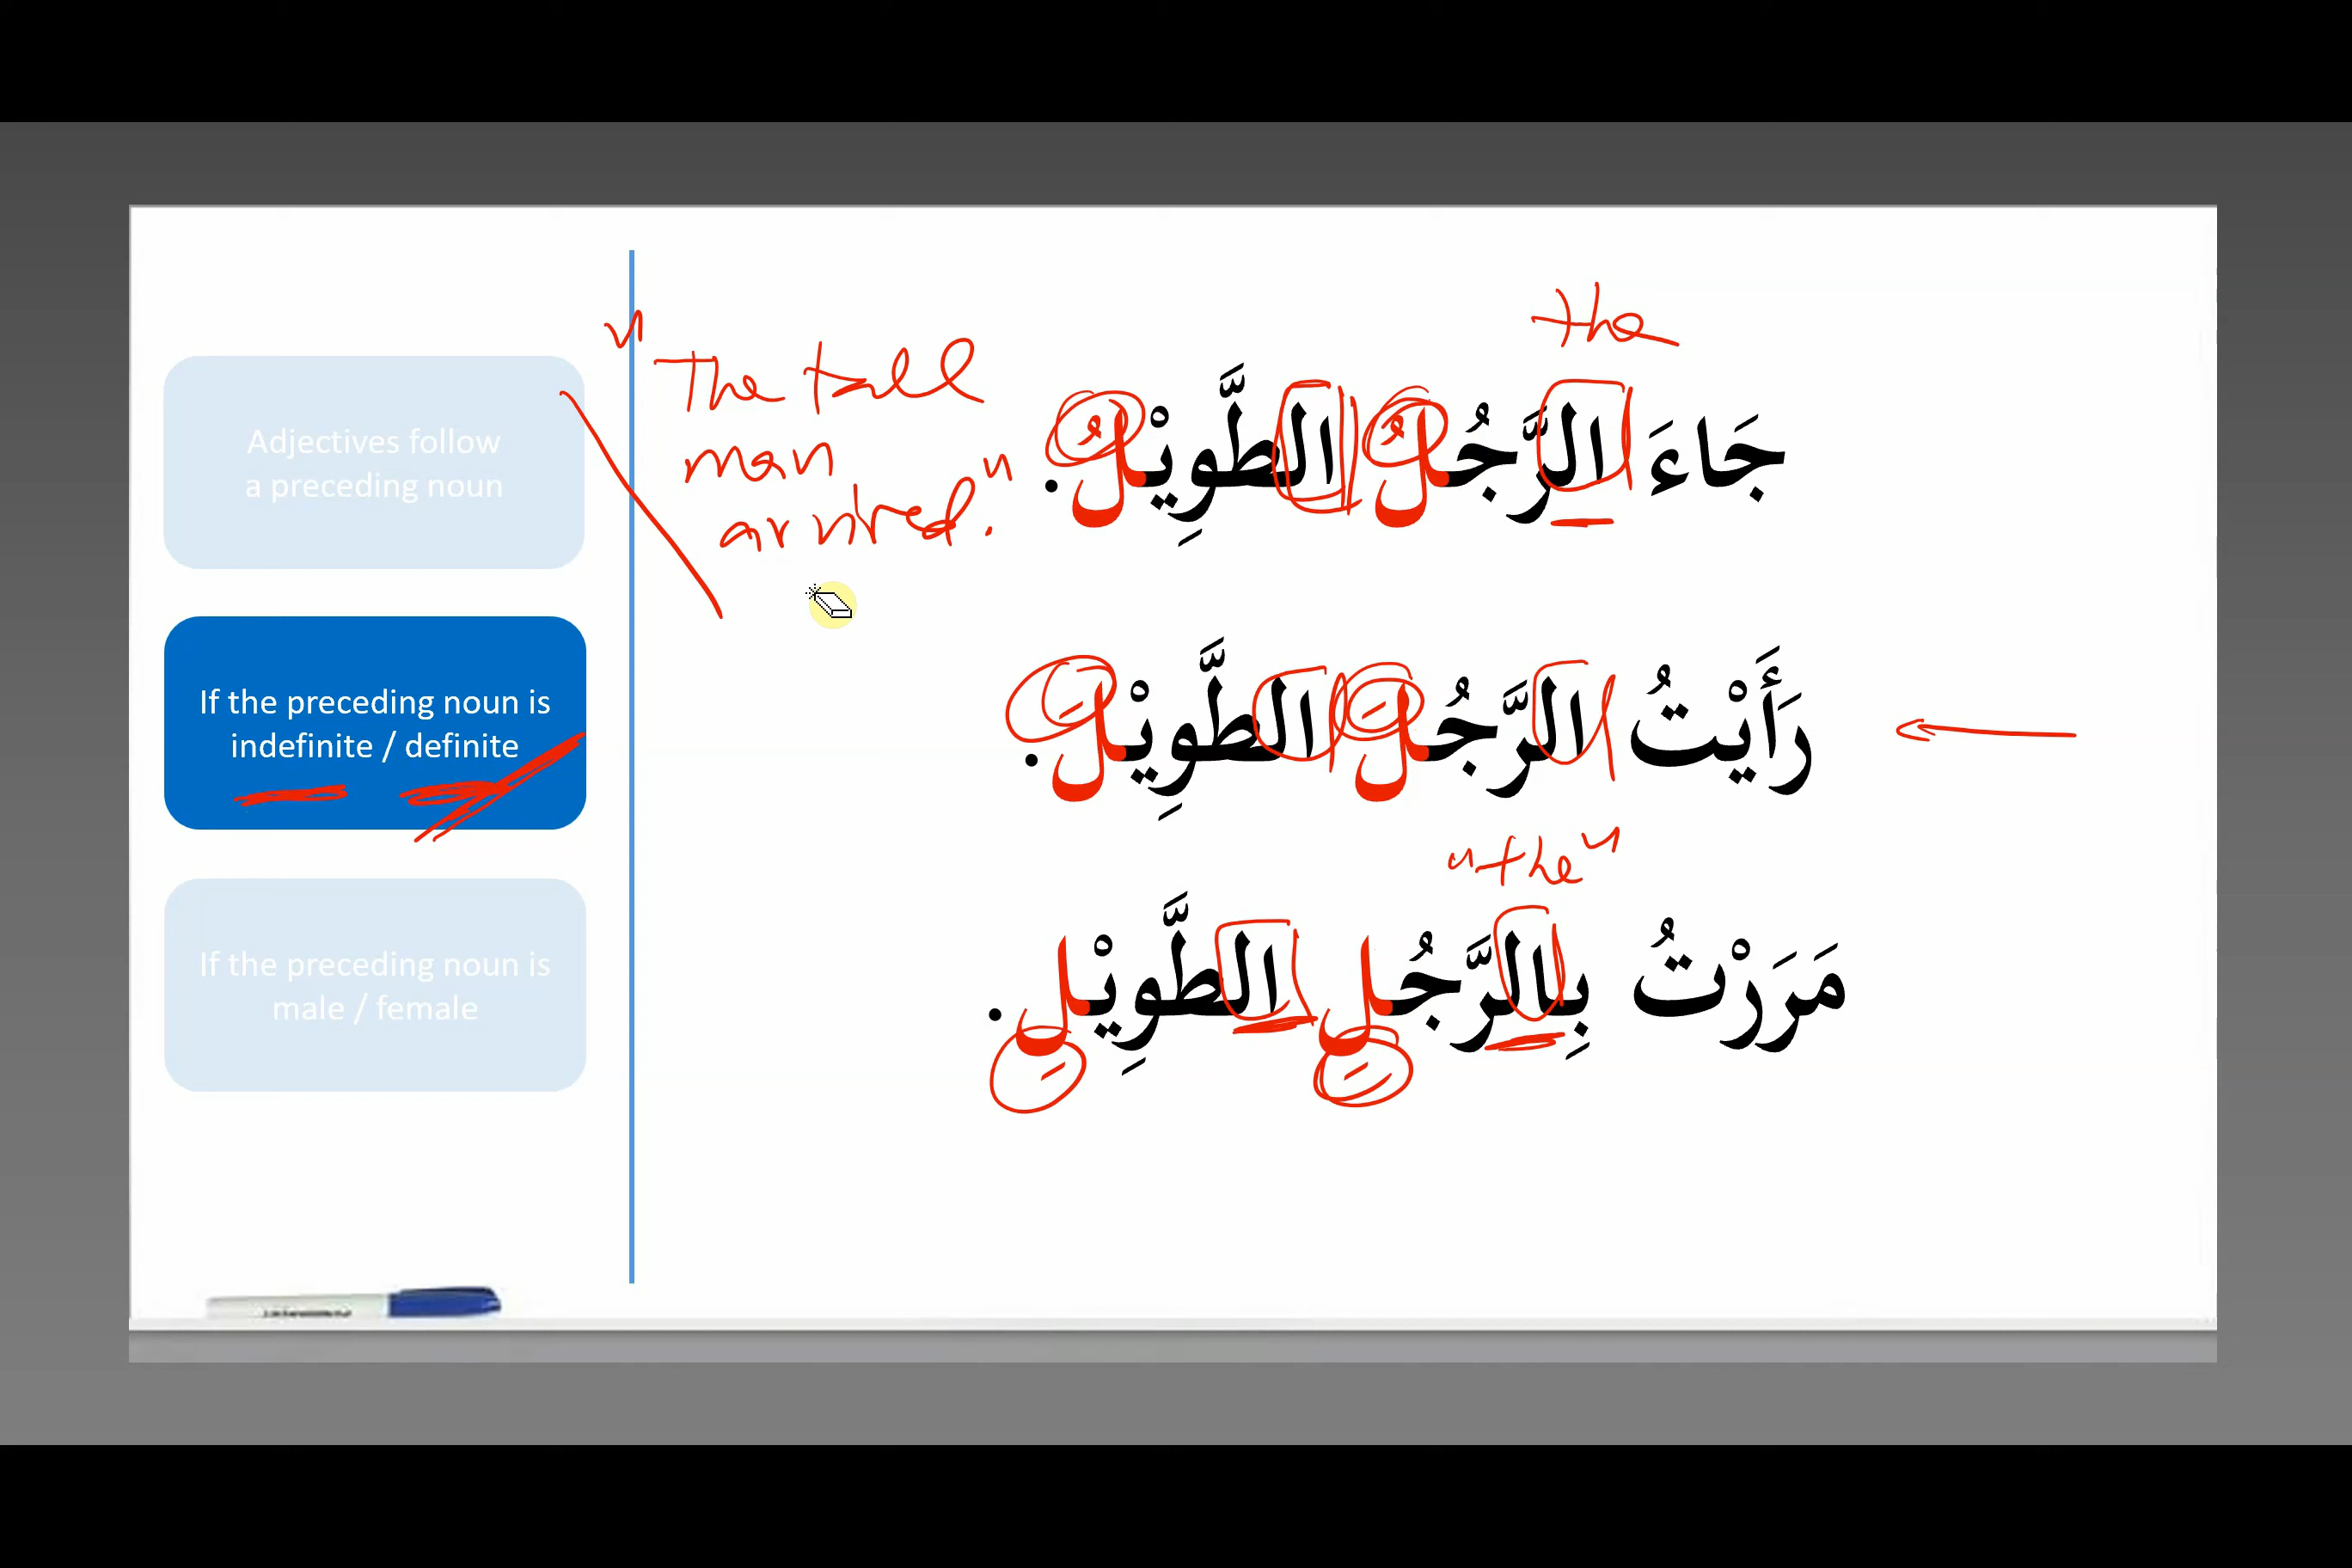 Adjectives follow
a preceding noun
If the preceding noun is
indefinite / definite
If the preceding noun is
male / female
the
"The tall
man
arrived."
جَاءَ الرَّجُلُ الطَّوِيْلُ.
رَأَيْتُ الرَّجُلَ الطَّوِيْلَ.
"the"
مَرَرْتُ بِالرَّجُلِ الطَّوِيْلِ.